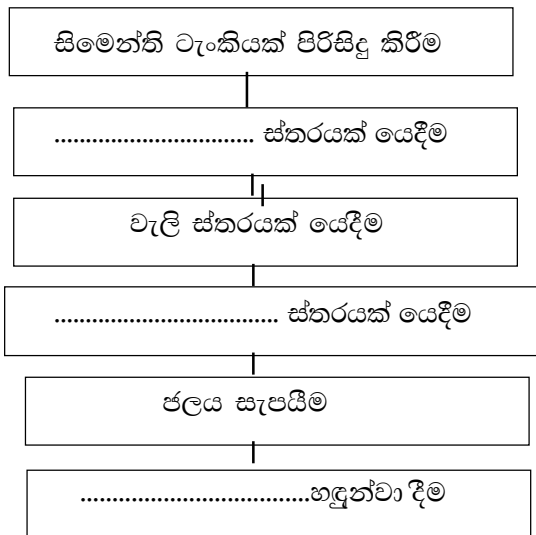 සිමෙන්ති ටැංකියක් පිරිසිදු කිරීම
................................ ස්තරයක් යෙදීම
වැලි ස්තරයක් යෙදීම
.................................... ස්තරයක් යෙදීම
ජලය සැපයීම
.....................................හඳුන්වා දීම